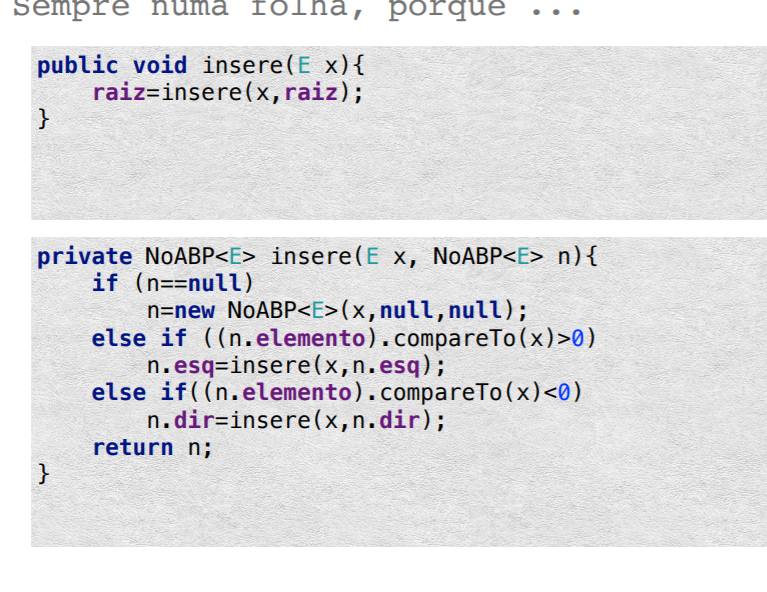 Sempre numa folha, porque ...
public void insere(E x){
    raiz=insere(x,raiz);
}
private NoABP<E> insere(E x, NoABP<E> n){
    if (n==null)
        n=new NoABP<E>(x,null,null);
    else if ((n.elemento).compareTo(x)>0)
        n.esq=insere(x,n.esq);
    else if((n.elemento).compareTo(x)<0)
        n.dir=insere(x,n.dir);
    return n;
}